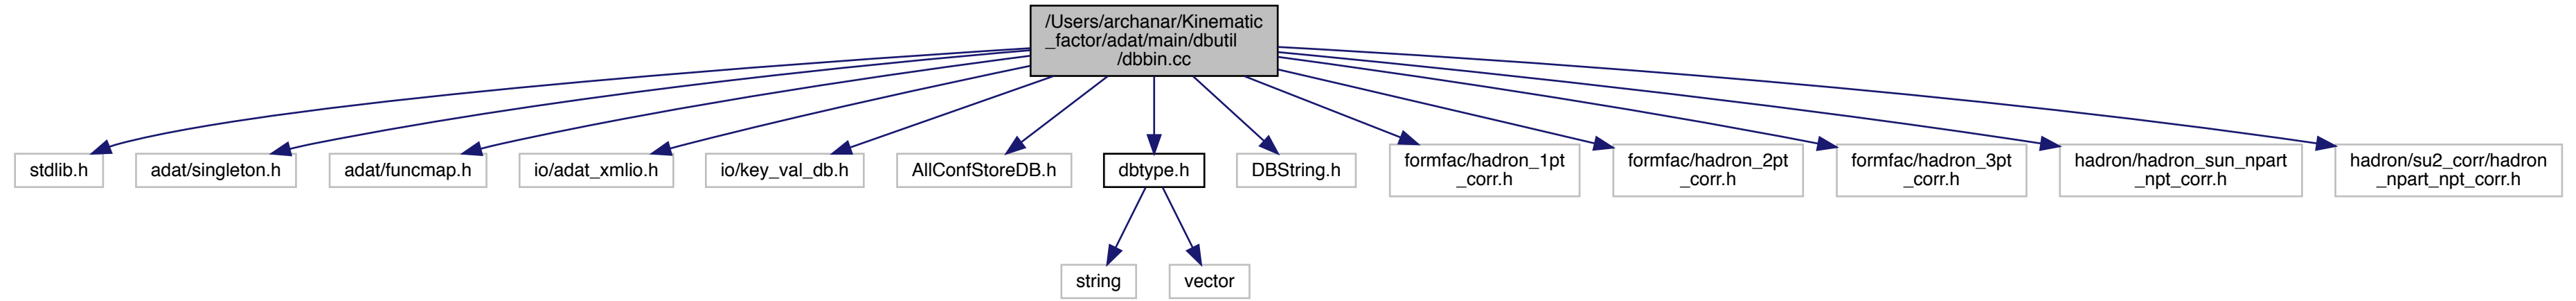 /Users/archanar/Kinematic
_factor/adat/main/dbutil
/dbbin.cc
stdlib.h
adat/singleton.h
adat/funcmap.h
io/adat_xmlio.h
io/key_val_db.h
AllConfStoreDB.h
dbtype.h
DBString.h
formfac/hadron_1pt
_corr.h
formfac/hadron_2pt
_corr.h
formfac/hadron_3pt
_corr.h
hadron/hadron_sun_npart
_npt_corr.h
hadron/su2_corr/hadron
_npart_npt_corr.h
string
vector